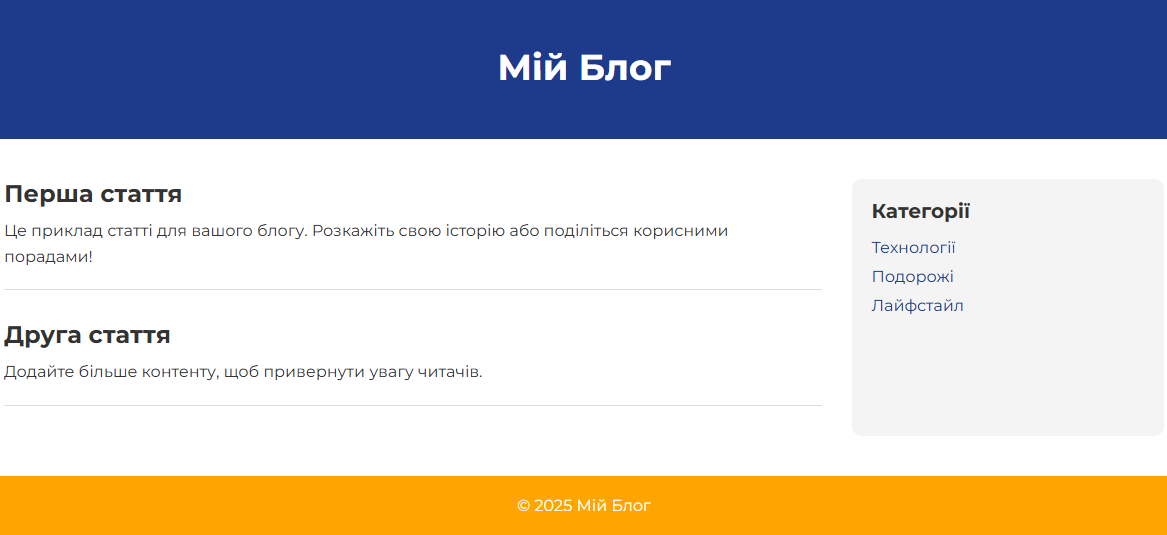 Мій Блог
Перша стаття
Це приклад статті для вашого блогу. Розкажіть свою історію або поділіться корисними
порадами!
Друга стаття
Додайте більше контенту, щоб привернути увагу читачів.
Категорії
Технології
Подорожі
Лайфстайл
© 2025 Мій Блог